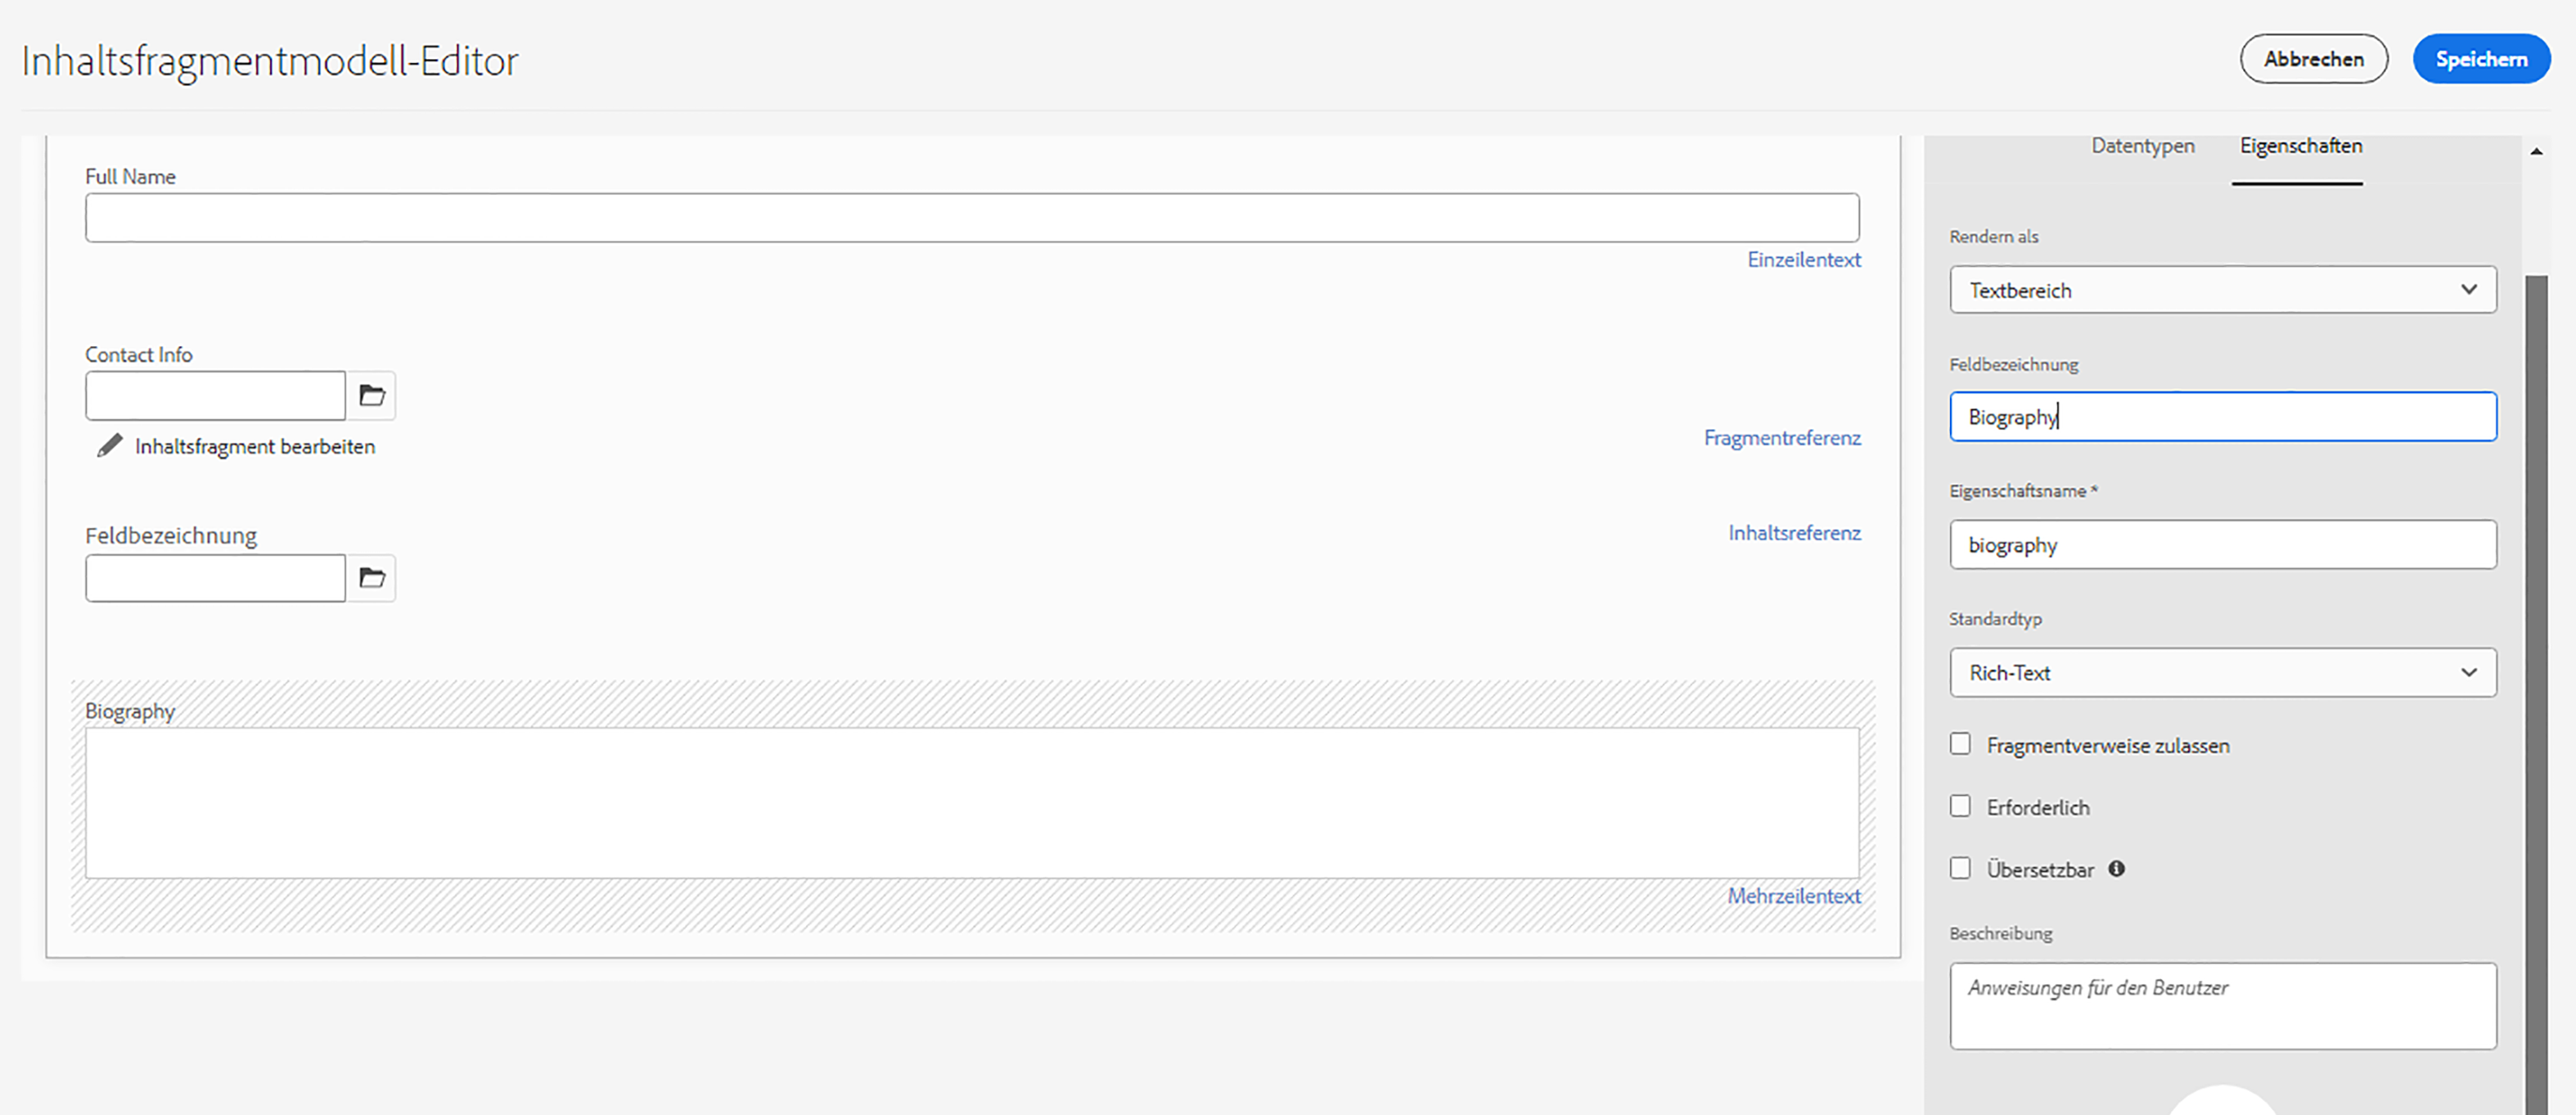 Inhaltsfragmentmodell-Editor
Abbrechen
Speichern
Full Name
Einzeilentext
Contact Info
Inhaltsfragment bearbeiten
Fragmentreferenz
Feldbezeichnung
Inhaltsreferenz
Biography
Mehrzeilentext
Datentypen
Eigenschaften
Rendern als
Textbereich
Feldbezeichnung
Biography
Eigenschaftsname *
biography
Standardtyp
Rich-Text
Fragmentverweise zulassen
Erforderlich
Übersetzbar
Beschreibung
Anweisungen für den Benutzer